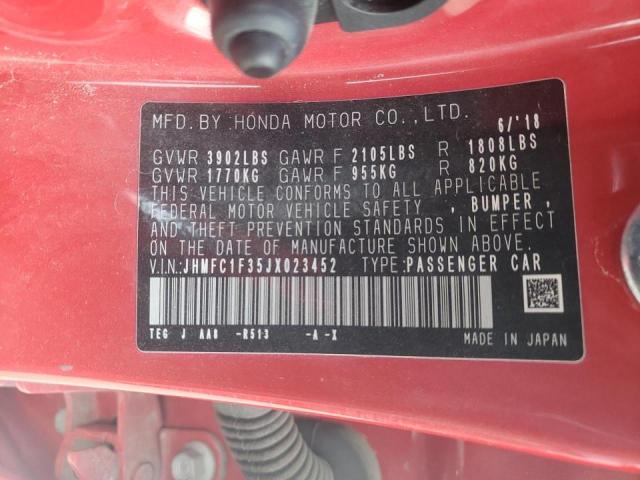 MFD. BY HONDA MOTOR CO., LTD. 6/'18
GVWR 3902LBS GAWR F 2105LBS R 1808LBS
GVWR 1770KG GAWR F 955KG R 820KG
THIS VEHICLE CONFORMS TO ALL APPLICABLE
FEDERAL MOTOR VEHICLE SAFETY , BUMPER ,
AND THEFT PREVENTION STANDARDS IN EFFECT
ON THE DATE OF MANUFACTURE SHOWN ABOVE.
V.I.N.: JHMFC1F35JX023452 TYPE:PASSENGER CAR
TEG J AA8 -R513 -A -X MADE IN JAPAN